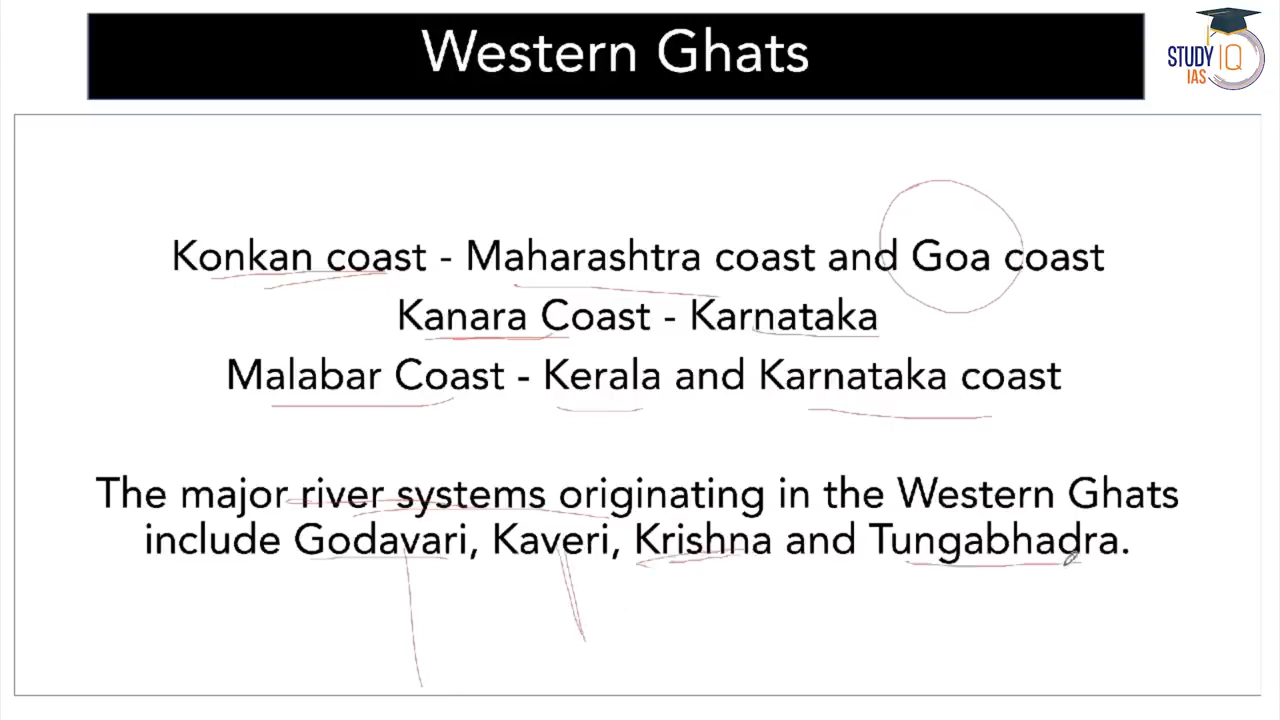 Western Ghats
STUDY IQ
IAS
Konkan coast - Maharashtra coast and Goa coast
Kanara Coast - Karnataka
Malabar Coast - Kerala and Karnataka coast
The major river systems originating in the Western Ghats
include Godavari, Kaveri, Krishna and Tungabhadra.